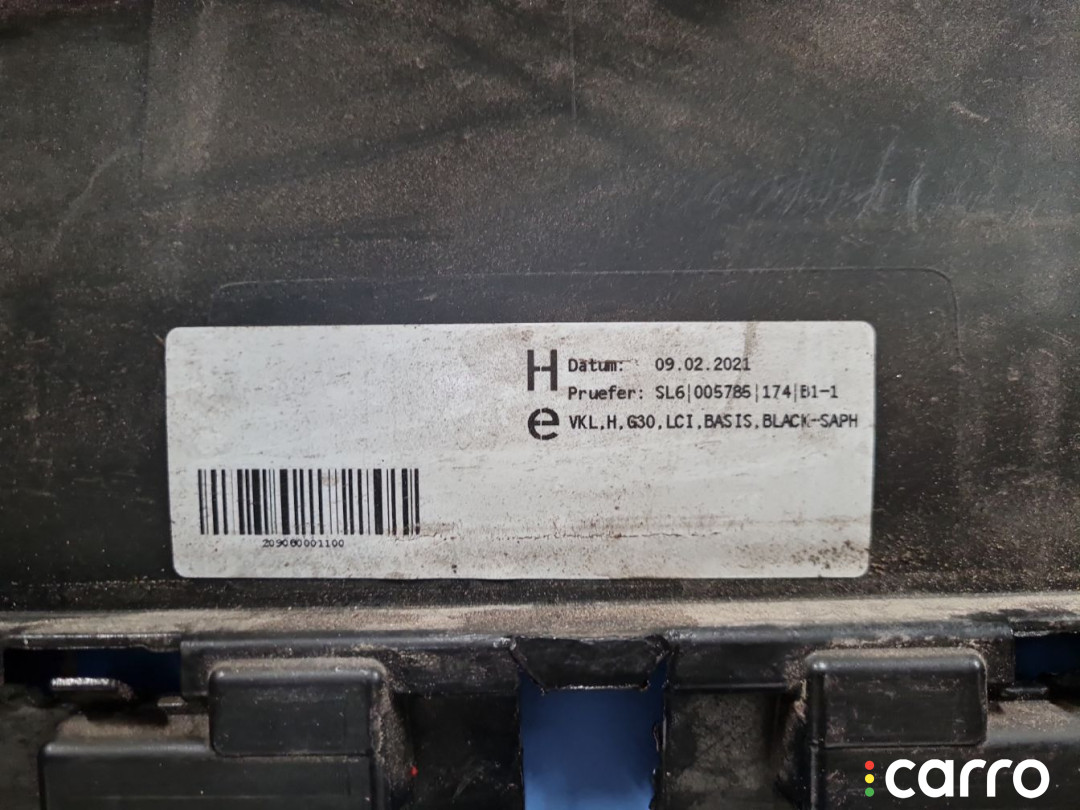 H
e
Datum: 09.02.2021
Pruefer: SL6|005785|174|B1-1
VKL,H,G30,LCI,BASIS,BLACK-SAPH
209060001100
carro